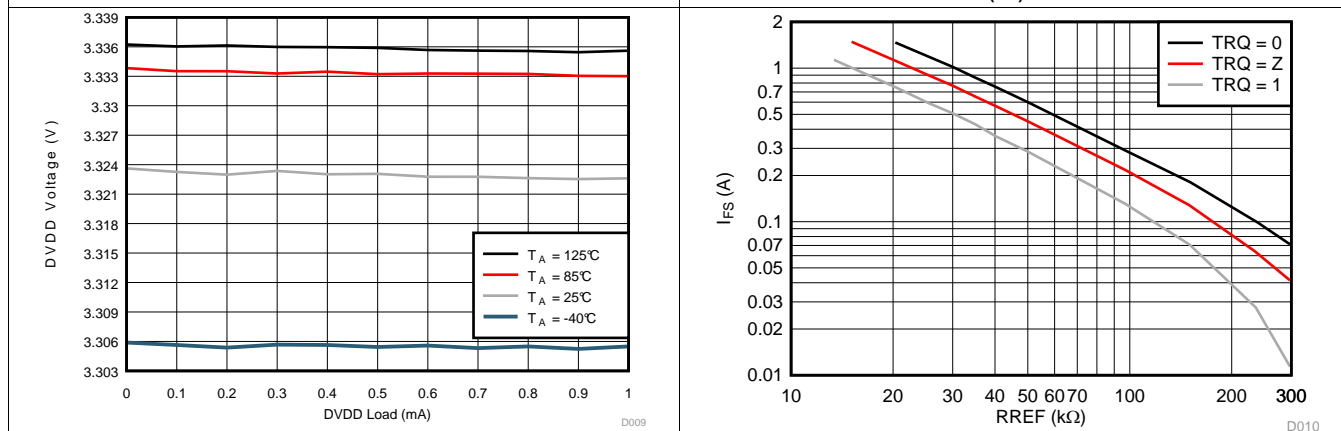 3.339
3.336
3.333
3.33
3.327
3.324
3.321
3.318
3.315
3.312
3.309
3.306
3.303
DVDD Voltage (V)
0 0.1 0.2 0.3 0.4 0.5 0.6 0.7 0.8 0.9 1
DVDD Load (mA)
T A = 125°C
T A = 85°C
T A = 25°C
T A = -40°C
D009
2
1
0.7
0.5
0.3
0.2
0.1
0.07
0.05
0.03
0.02
0.01
IFS (A)
10 20 30 40 50 6070 100 200 300
RREF (kΩ)
TRQ = 0
TRQ = Z
TRQ = 1
D010